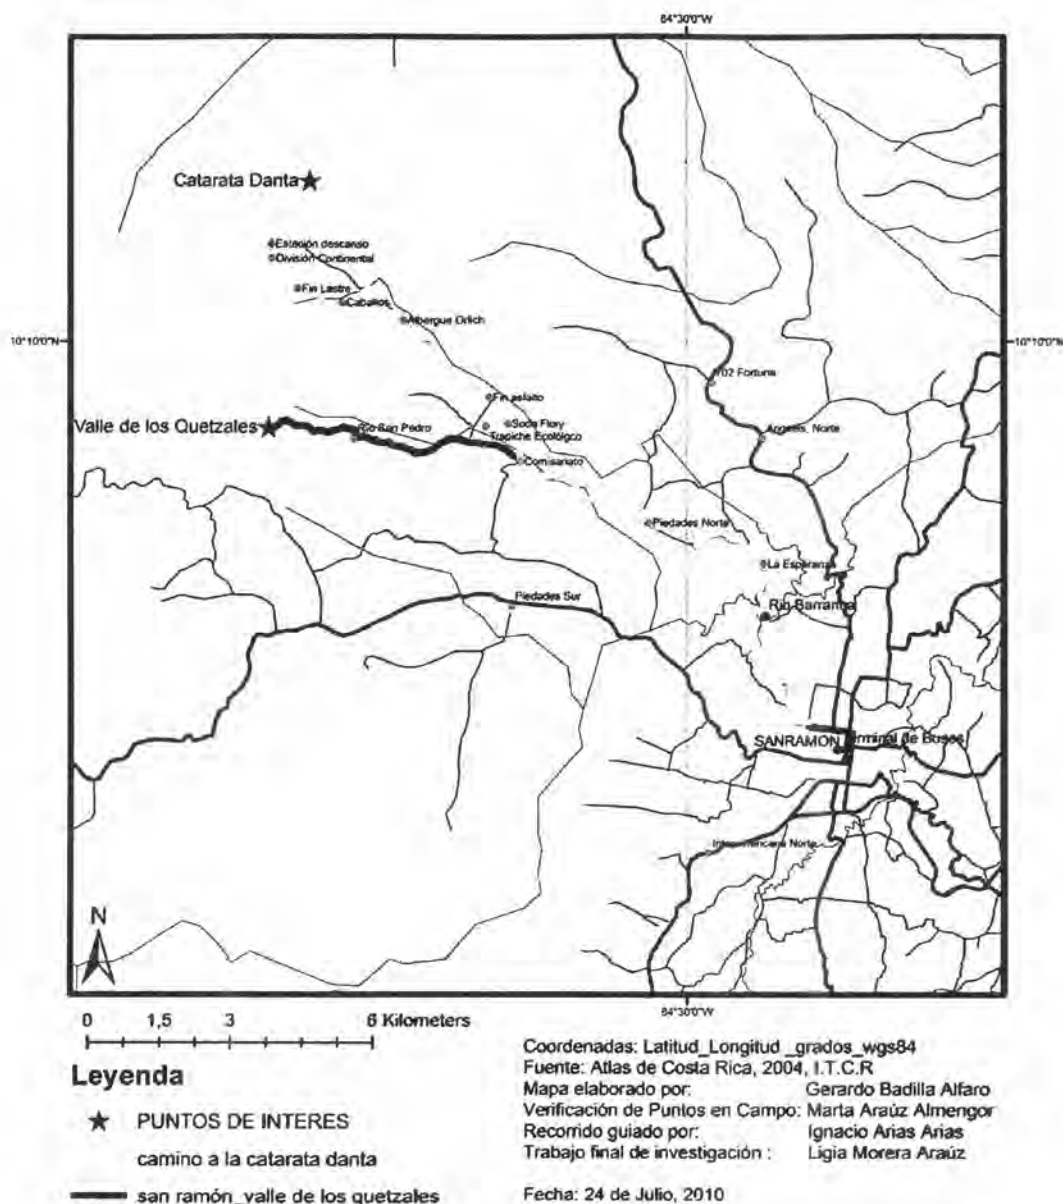 84°30'0"W
Catarata Danta
Estación descanso
División Continental
Fin Lastre
Caballos
Albergue Orlich
10°10'0"N
10°10'0"N
702 Fortuna
Fin asfalto
Valle de los Quetzales
Río San Pedro
Soda Flory
Trapiche Ecológico
Angeles, Norte
Comisariato
Piedades Norte
La Esperanza
Piedades Sur
Río Barranca
SANRAMON
Terminal de Buses
Interamericana Norte
N
84°30'0"W
0 1,5 3 6 Kilometers
Leyenda
PUNTOS DE INTERES
camino a la catarata danta
san ramón_valle de los quetzales
Coordenadas: Latitud_Longitud_grados_wgs84
Fuente: Atlas de Costa Rica, 2004, I.T.C.R
Mapa elaborado por: Gerardo Badilla Alfaro
Verificación de Puntos en Campo: Marta Araúz Almengor
Recorrido guiado por: Ignacio Arias Arias
Trabajo final de investigación : Ligia Morera Araúz
Fecha: 24 de Julio, 2010